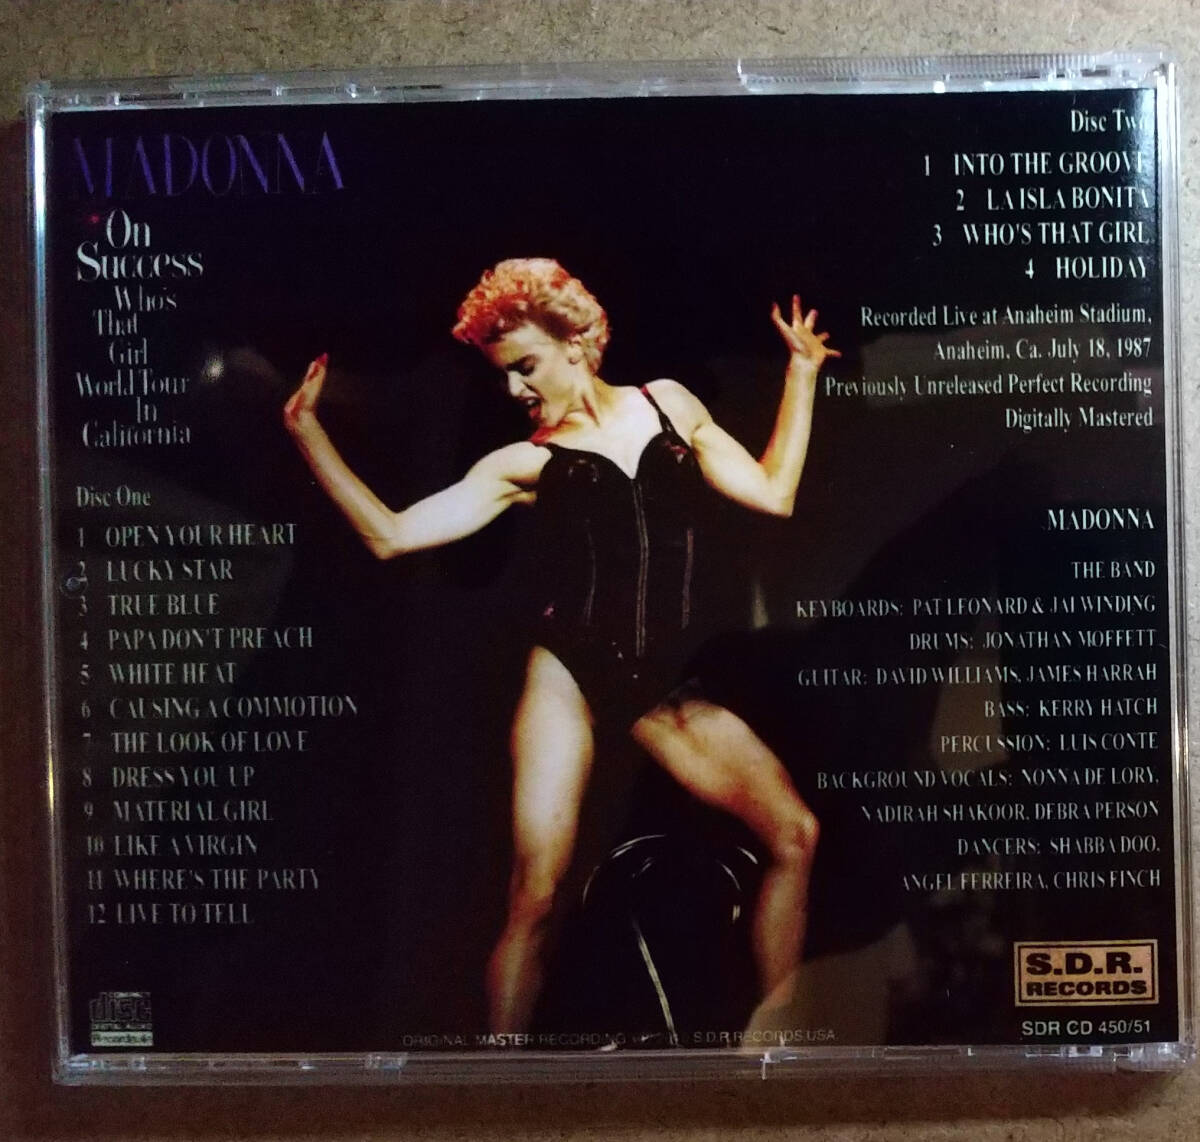 MADONNA
On
Success
Who's
That
Girl
World Tour
In
California
Disc One
1 OPEN YOUR HEART
2 LUCKY STAR
3 TRUE BLUE
4 PAPA DON'T PREACH
5 WHITE HEAT
6 CAUSING A COMMOTION
7 THE LOOK OF LOVE
8 DRESS YOU UP
9 MATERIAL GIRL
10 LIKE A VIRGIN
11 WHERE'S THE PARTY
12 LIVE TO TELL
Disc Two
1 INTO THE GROOVE
2 LA ISLA BONITA
3 WHO'S THAT GIRL
4 HOLIDAY
Recorded Live at Anaheim Stadium,
Anaheim, Ca. July 18, 1987
Previously Unreleased Perfect Recording
Digitally Mastered
MADONNA
THE BAND
KEYBOARDS: PAT LEONARD & JAI WINDING
DRUMS: JONATHAN MOFFETT
GUITAR: DAVID WILLIAMS, JAMES HARRAH
BASS: KERRY HATCH
PERCUSSION: LUIS CONTE
BACKGROUND VOCALS: NONNA DE LORY,
NADIRAH SHAKOOR, DEBRA PERSON
DANCERS: SHABBA DOO,
ANGEL FERREIRA, CHRIS FINCH
S.D.R.
RECORDS
SDR CD 450/51
COMPACT
disc
DIGITAL AUDIO
Recordable
ORIGINAL MASTER RECORDING S.D.R. RECORDS USA